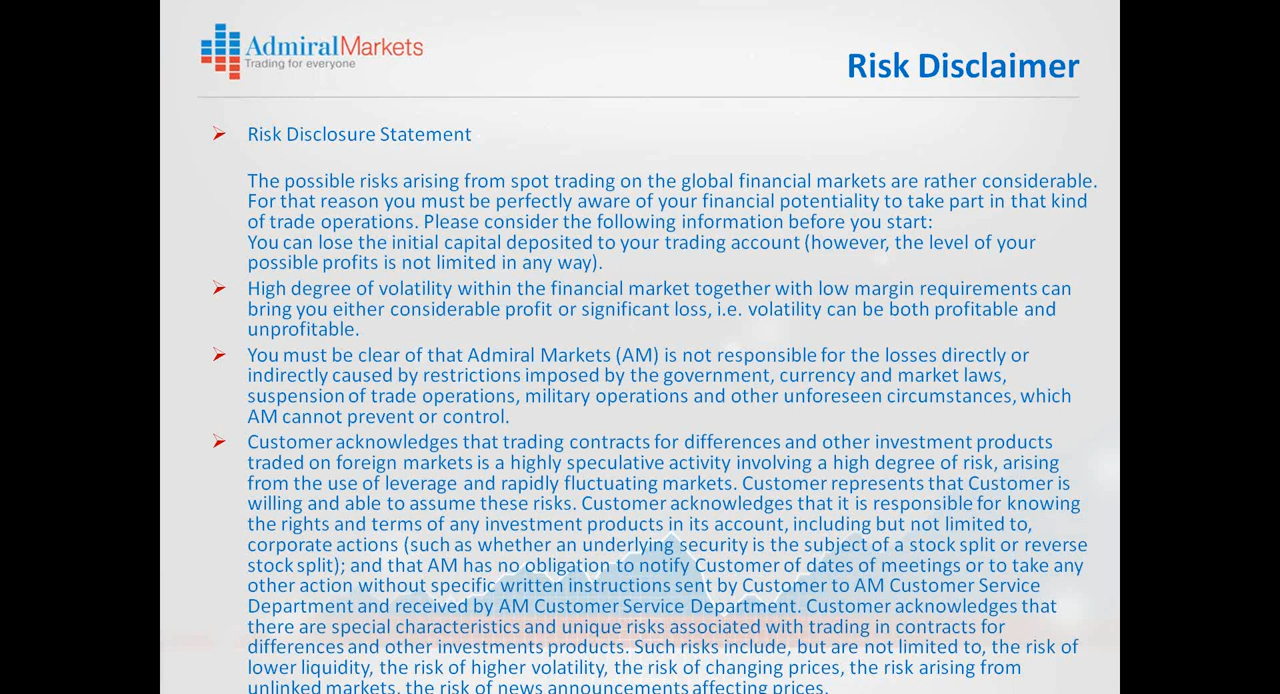 AdmiralMarkets
Trading for everyone
Risk Disclaimer
Risk Disclosure Statement
The possible risks arising from spot trading on the global financial markets are rather considerable.
For that reason you must be perfectly aware of your financial potentiality to take part in that kind
of trade operations. Please consider the following information before you start:
You can lose the initial capital deposited to your trading account (however, the level of your
possible profits is not limited in any way).
High degree of volatility within the financial market together with low margin requirements can
bring you either considerable profit or significant loss, i.e. volatility can be both profitable and
unprofitable.
You must be clear of that Admiral Markets (AM) is not responsible for the losses directly or
indirectly caused by restrictions imposed by the government, currency and market laws,
suspension of trade operations, military operations and other unforeseen circumstances, which
AM cannot prevent or control.
Customer acknowledges that trading contracts for differences and other investment products
traded on foreign markets is a highly speculative activity involving a high degree of risk, arising
from the use of leverage and rapidly fluctuating markets. Customer represents that Customer is
willing and able to assume these risks. Customer acknowledges that it is responsible for knowing
the rights and terms of any investment products in its account, including but not limited to,
corporate actions (such as whether an underlying security is the subject of a stock split or reverse
stock split); and that AM has no obligation to notify Customer of dates of meetings or to take any
other action without specific written instructions sent by Customer to AM Customer Service
Department and received by AM Customer Service Department. Customer acknowledges that
there are special characteristics and unique risks associated with trading in contracts for
differences and other investments products. Such risks include, but are not limited to, the risk of
lower liquidity, the risk of higher volatility, the risk of changing prices, the risk arising from
unlinked markets, the risk of news announcements affecting prices.